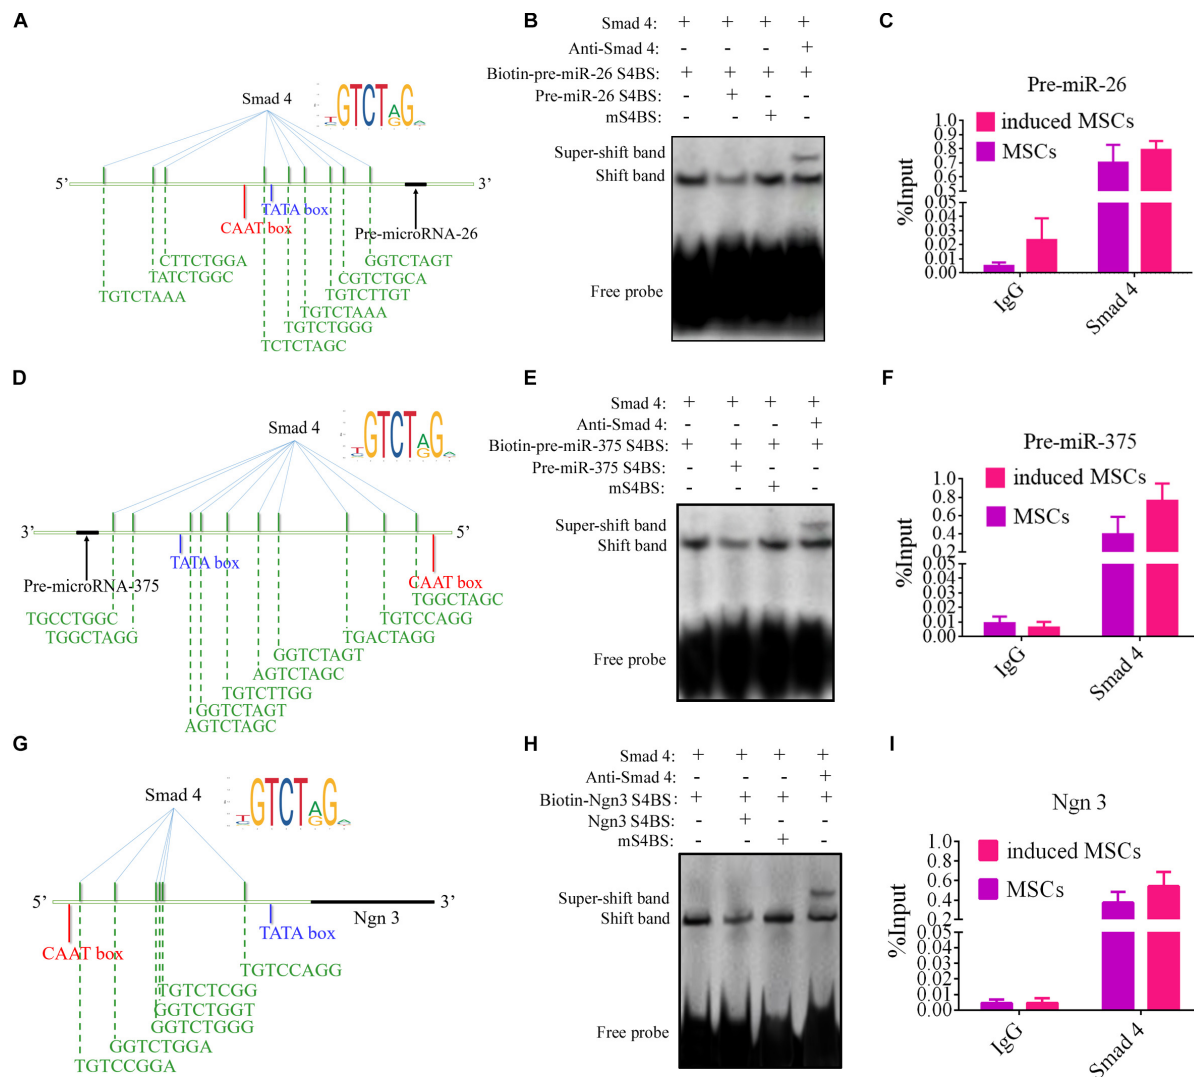 A
Smad 4
GTCTAG
G
5’
3’
TATA box
CAAT box
Pre-microRNA-26
CTTCTGGA
GGTCTAGT
TATCTGGC
CGTCTGCA
TGTCTAAA
TGTCTTGT
TGTCTAAA
TGTCTGGG
TCTCTAGC
B
Smad 4: + + + +
Anti-Smad 4: - - - +
Biotin-pre-miR-26 S4BS: + + + +
Pre-miR-26 S4BS: - + - -
mS4BS: - - + -
Super-shift band
Shift band
Free probe
C
Pre-miR-26
induced MSCs
MSCs
%Input
1.0
0.9
0.8
0.7
0.6
0.5
0.05
0.04
0.03
0.02
0.01
0.00
IgG
Smad 4
D
Smad 4
TGTCTAG
G
3’
5’
TATA box
Pre-microRNA-375
CAAT box
TGGCTAGC
TGCCTGGC
TGTCCAGG
TGGCTAGG
TGACTAGG
GGTCTAGT
AGTCTAGC
TGTCTTGG
GGTCTAGT
AGTCTAGC
E
Smad 4: + + + +
Anti-Smad 4: - - - +
Biotin-pre-miR-375 S4BS: + + + +
Pre-miR-375 S4BS: - + - -
mS4BS: - - + -
Super-shift band
Shift band
Free probe
F
Pre-miR-375
induced MSCs
MSCs
%Input
1.0
0.8
0.6
0.4
0.2
0.05
0.04
0.03
0.02
0.01
0.00
IgG
Smad 4
G
Smad 4
TGTCTAG
G
5’
3’
Ngn 3
CAAT box
TATA box
TGTCCAGG
TGTCTCGG
GGTCTGGT
GGTCTGGG
GGTCTGGA
TGTCCGGA
H
Smad 4: + + + +
Anti-Smad 4: - - - +
Biotin-Ngn3 S4BS: + + + +
Ngn3 S4BS: - + - -
mS4BS: - - + -
Super-shift band
Shift band
Free probe
I
Ngn 3
induced MSCs
MSCs
%Input
1.0
0.8
0.6
0.4
0.2
0.05
0.04
0.03
0.02
0.01
0.00
IgG
Smad 4